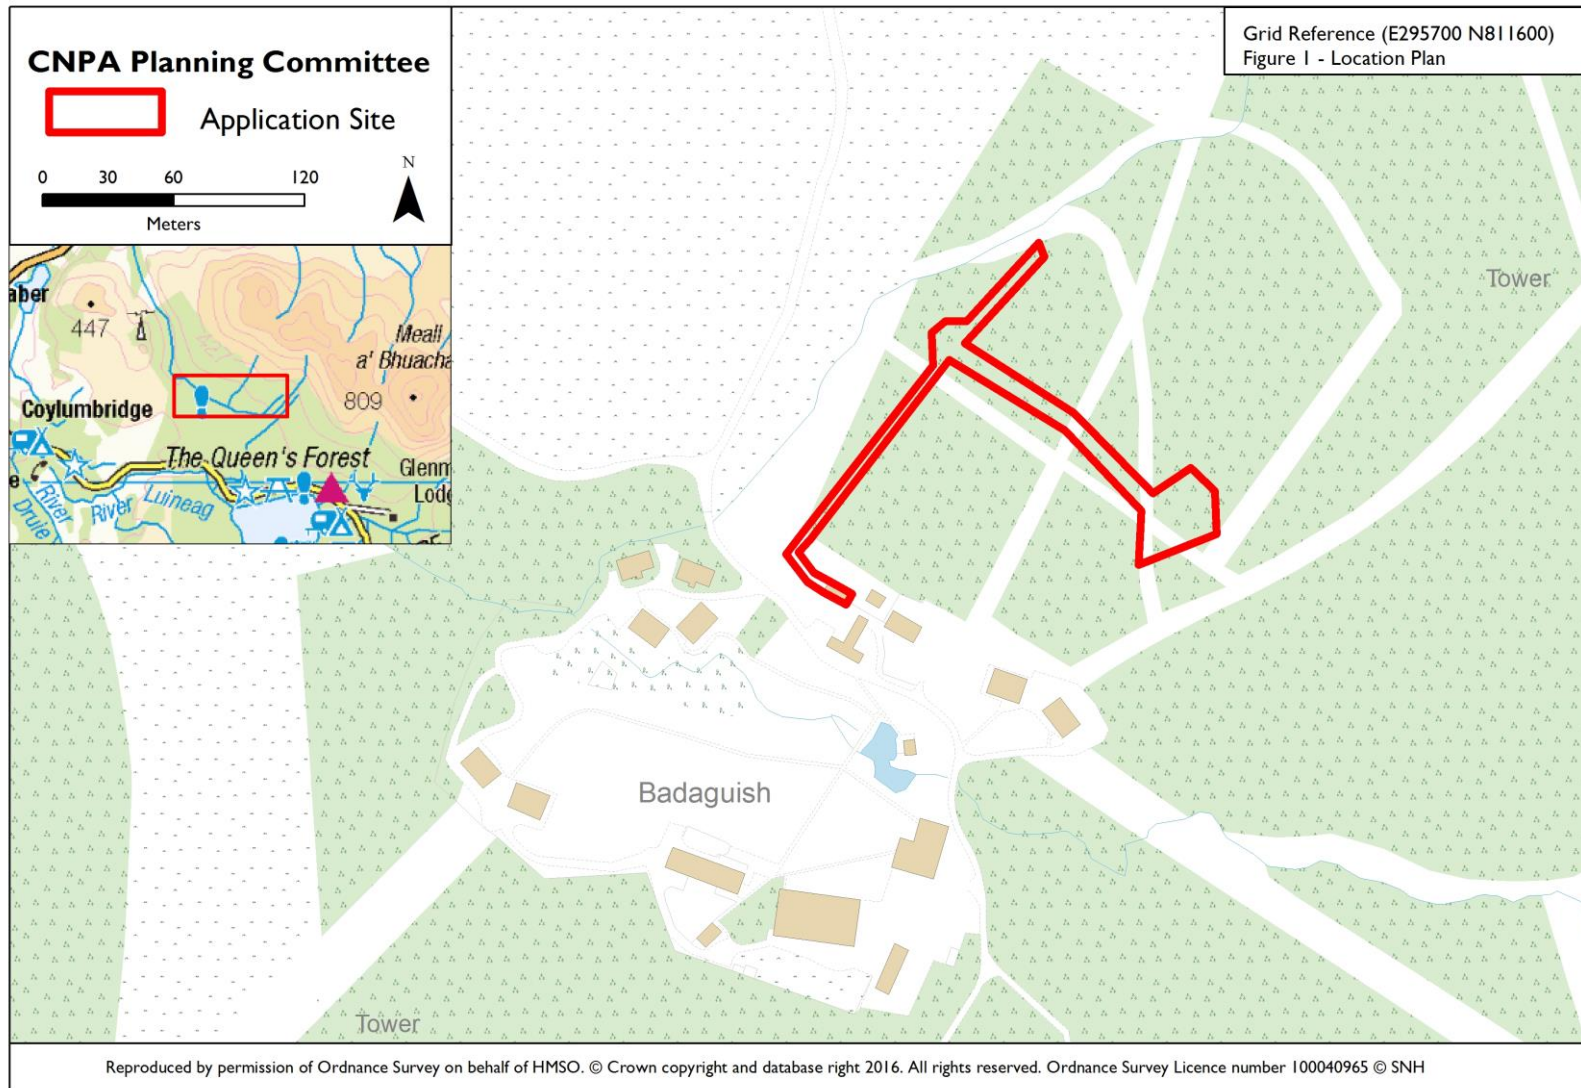 CNPA Planning Committee
Application Site
0 30 60 120
Meters
N
Grid Reference (E295700 N811600)
Figure 1 - Location Plan
aber
447
Meall
a' Bhuacha
809
Coylumbridge
The Queen's Forest
Glenm
Lode
River
Druie
River
Luineag
Tower
Badaguish
Tower
Reproduced by permission of Ordnance Survey on behalf of HMSO. © Crown copyright and database right 2016. All rights reserved. Ordnance Survey Licence number 100040965 © SNH